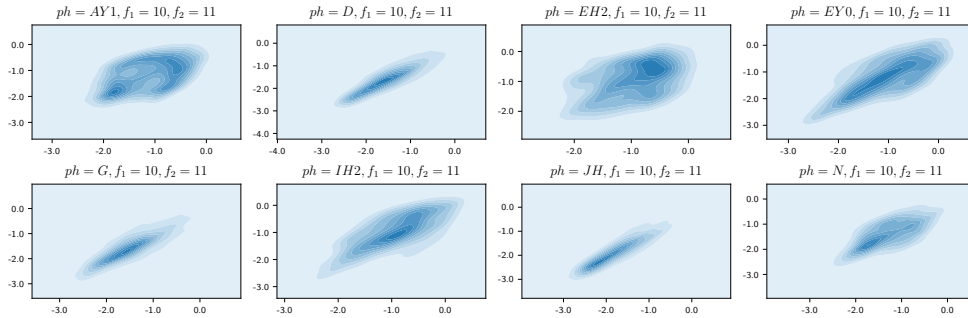 ph = AY1, f1 = 10, f2 = 11
ph = D, f1 = 10, f2 = 11
ph = EH2, f1 = 10, f2 = 11
ph = EY0, f1 = 10, f2 = 11
0.0
-1.0
-2.0
-3.0
-3.0 -2.0 -1.0 0.0
0.0
-1.0
-2.0
-3.0
-4.0
-4.0 -3.0 -2.0 -1.0 0.0
0.0
-1.0
-2.0
-2.0 -1.0 0.0
0.0
-1.0
-2.0
-3.0
-3.0 -2.0 -1.0 0.0
ph = G, f1 = 10, f2 = 11
ph = IH2, f1 = 10, f2 = 11
ph = JH, f1 = 10, f2 = 11
ph = N, f1 = 10, f2 = 11
0.0
-1.0
-2.0
-3.0
-3.0 -2.0 -1.0 0.0
0.0
-1.0
-2.0
-3.0
-3.0 -2.0 -1.0 0.0
0.0
-1.0
-2.0
-3.0
-3.0 -2.0 -1.0 0.0
0.0
-1.0
-2.0
-3.0
-3.0 -2.0 -1.0 0.0